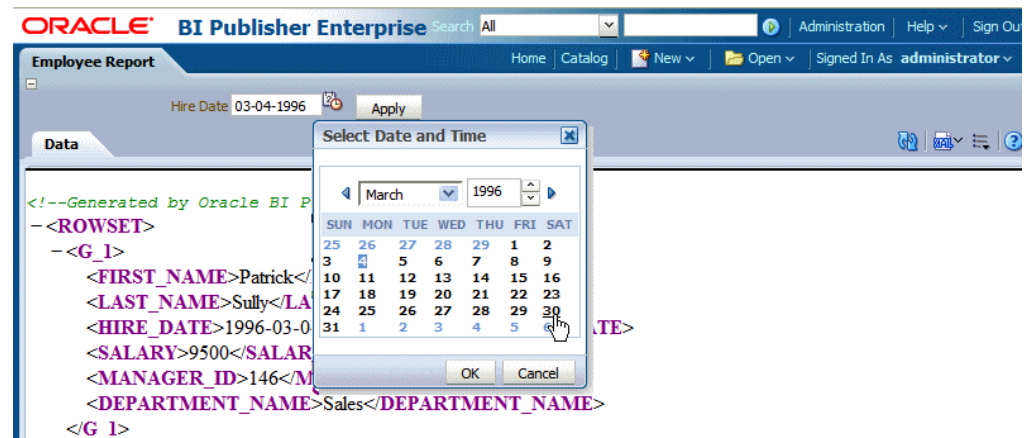 ORACLE® BI Publisher Enterprise Search All Administration Help Sign Out
Employee Report Home Catalog New Open Signed In As administrator
Hire Date 03-04-1996 Apply
Select Date and Time
Data
March 1996
SUN MON TUE WED THU FRI SAT
25 26 27 28 29 1 2
3 4 5 6 7 8 9
10 11 12 13 14 15 16
17 18 19 20 21 22 23
24 25 26 27 28 29 30
31 1 2 3 4 5 6
OK Cancel
<!--Generated by Oracle BI P
−<ROWSET>
−<G_1>
<FIRST_NAME>Patrick</
<LAST_NAME>Sully</LA
<HIRE_DATE>1996-03-0 TE>
<SALARY>9500</SALAR
<MANAGER_ID>146</M
<DEPARTMENT_NAME>Sales</DEPARTMENT_NAME>
</G_1>